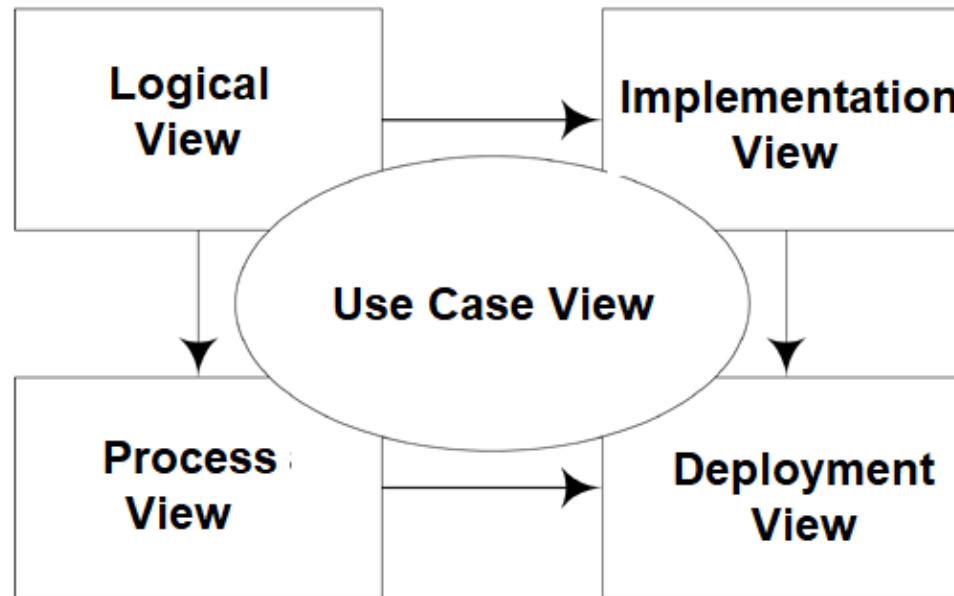 Logical
View
Implementation
View
Use Case View
Process
View
Deployment
View